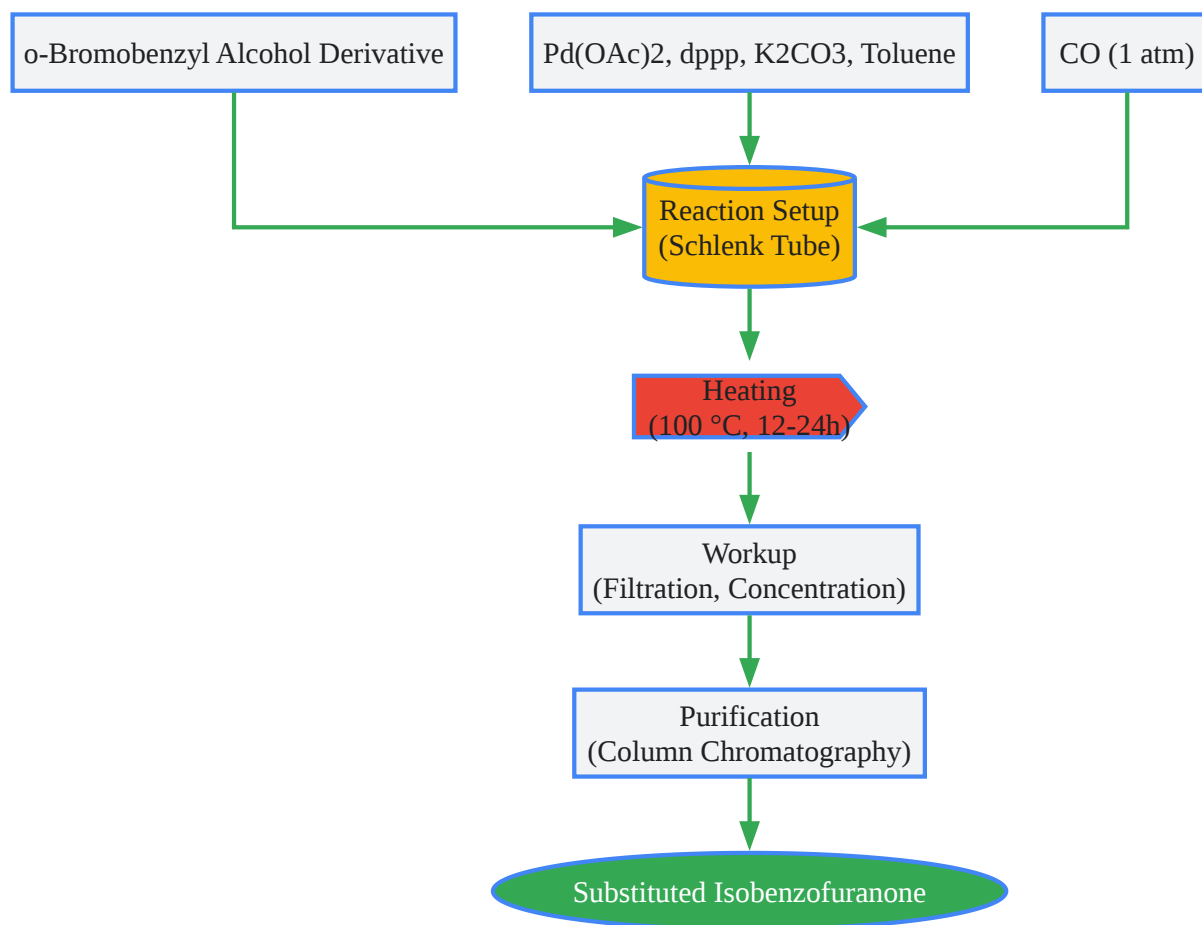 o-Bromobenzyl Alcohol Derivative
Pd(OAc)2, dppp, K2CO3, Toluene
CO (1 atm)
Reaction Setup
(Schlenk Tube)
Heating
(100 °C, 12-24h)
Workup
(Filtration, Concentration)
Purification
(Column Chromatography)
Substituted Isobenzofuranone